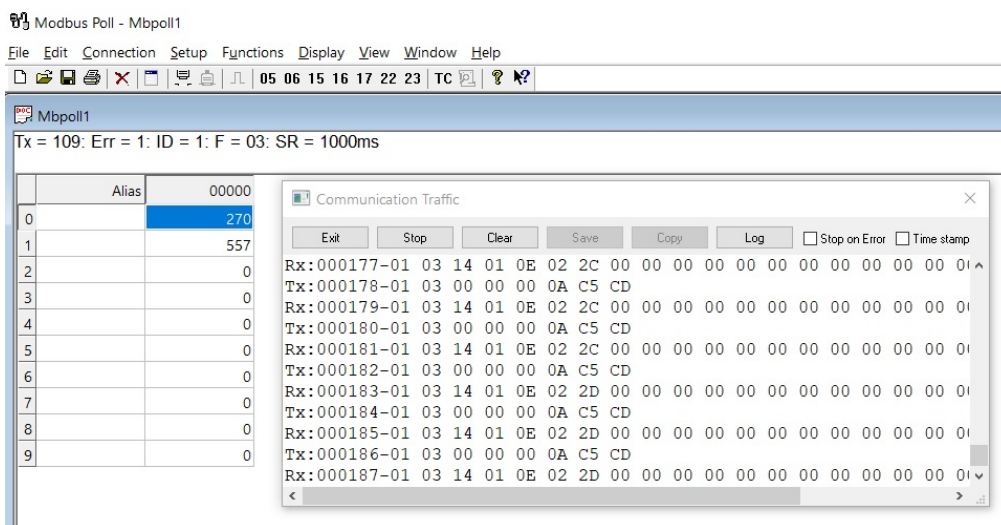 Modbus Poll - Mbpoll1
File Edit Connection Setup Functions Display View Window Help
05 06 15 16 17 22 23 TC
Mbpoll1
Tx = 109: Err = 1: ID = 1: F = 03: SR = 1000ms
Alias 00000
0 270
1 557
2 0
3 0
4 0
5 0
6 0
7 0
8 0
9 0
Communication Traffic
Exit Stop Clear Save Copy Log Stop on Error Time stamp
Rx:000177-01 03 14 01 0E 02 2C 00 00 00 00 00 00 00 00 00 00 0
Tx:000178-01 03 00 00 00 0A C5 CD
Rx:000179-01 03 14 01 0E 02 2C 00 00 00 00 00 00 00 00 00 00 0
Tx:000180-01 03 00 00 00 0A C5 CD
Rx:000181-01 03 14 01 0E 02 2C 00 00 00 00 00 00 00 00 00 00 0
Tx:000182-01 03 00 00 00 0A C5 CD
Rx:000183-01 03 14 01 0E 02 2D 00 00 00 00 00 00 00 00 00 00 0
Tx:000184-01 03 00 00 00 0A C5 CD
Rx:000185-01 03 14 01 0E 02 2D 00 00 00 00 00 00 00 00 00 00 0
Tx:000186-01 03 00 00 00 0A C5 CD
Rx:000187-01 03 14 01 0E 02 2D 00 00 00 00 00 00 00 00 00 00 0